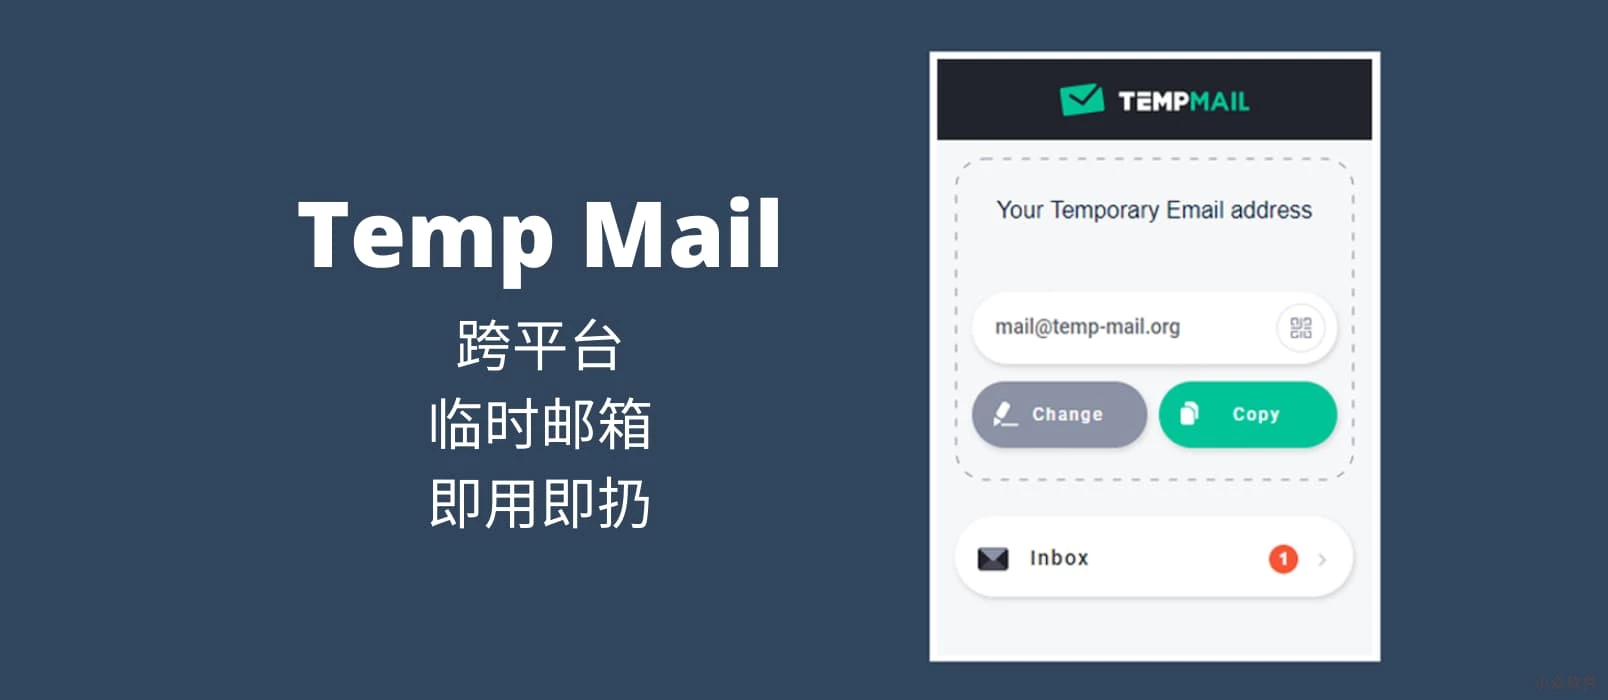 Temp Mail
跨平台
临时邮箱
即用即扔
TEMPMAIL
Your Temporary Email address
mail@temp-mail.org
Change
Copy
Inbox
1